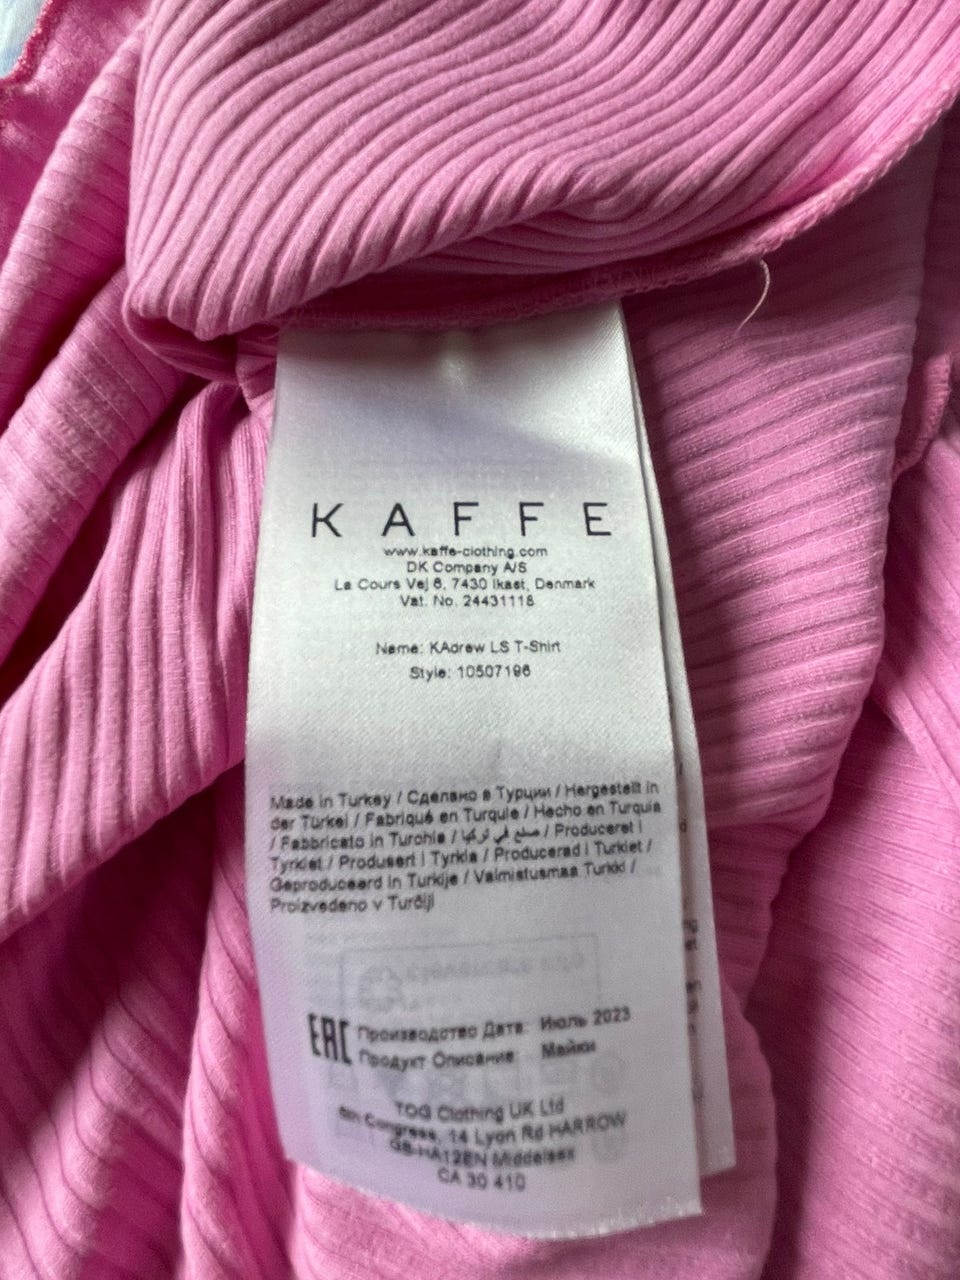 KAFFE
www.kaffe-clothing.com
DK Company A/S
La Cours Vej 6, 7430 Ikast, Denmark
Vat. No. 24431118
Name: KAdrew LS T-Shirt
Style: 10507196
Made in Turkey / Сделано в Турции / Hergestellt in
der Türkei / Fabriqué en Turquie / Hecho en Turquía
/ Fabbricato in Turchia / صنع في تركيا / Produceret i
Tyrkiet / Produsert i Tyrkia / Producerad i Turkiet /
Geproduceerd in Turkije / Valmistusmaa Turkki /
Proizvedeno v Turčiji
EAC Производство Дата: Июль 2023
Продукт Описание: Майки
TOG Clothing UK Ltd
Congress, 14 Lyon Rd HARROW
GB-HA12EN Middelsex
CA 30 410